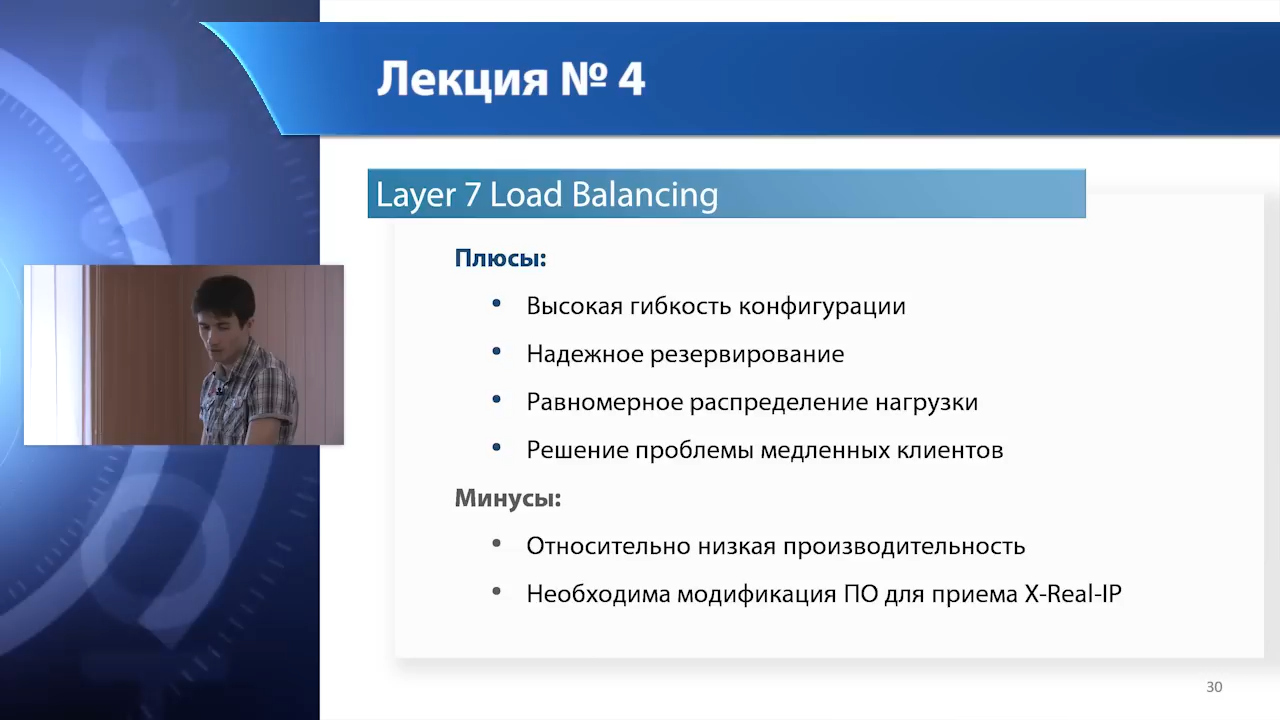 Лекция № 4
Layer 7 Load Balancing
Плюсы:
• Высокая гибкость конфигурации
• Надежное резервирование
• Равномерное распределение нагрузки
• Решение проблемы медленных клиентов
Минусы:
• Относительно низкая производительность
• Необходима модификация ПО для приема X-Real-IP
30